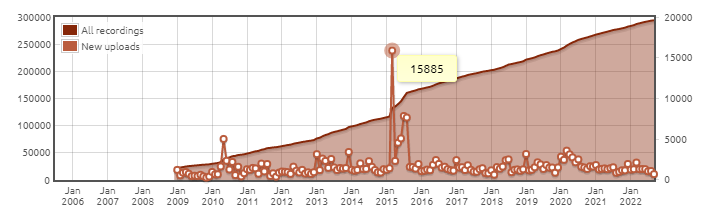 300000
250000
200000
150000
100000
50000
0
All recordings
New uploads
15885
20000
15000
10000
5000
0
Jan 2006
Jan 2007
Jan 2008
Jan 2009
Jan 2010
Jan 2011
Jan 2012
Jan 2013
Jan 2014
Jan 2015
Jan 2016
Jan 2017
Jan 2018
Jan 2019
Jan 2020
Jan 2021
Jan 2022